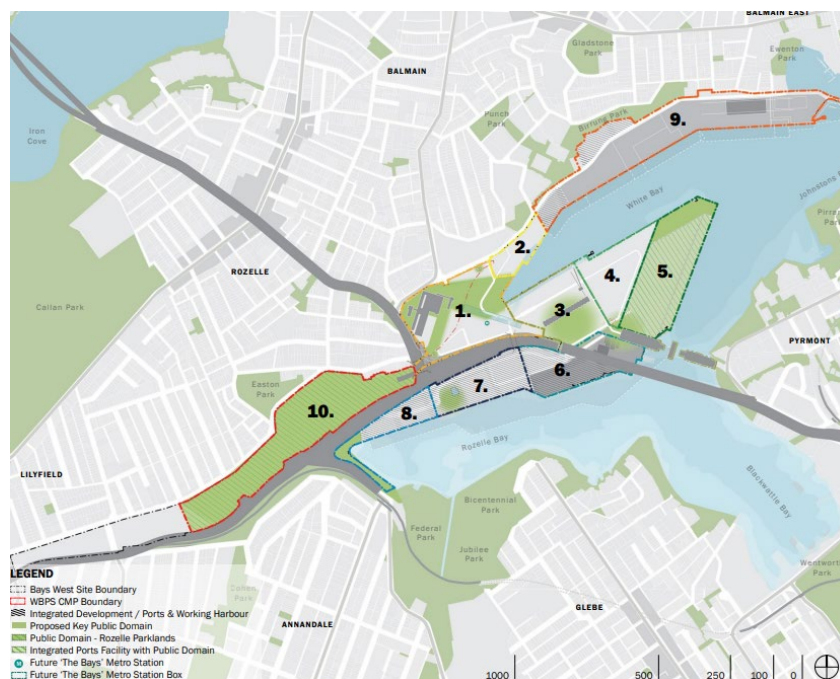 BALMAIN EAST
Gladstone
Park
Ewenton
Park
BALMAIN
Punch
Park
Birrung Park
9.
Iron
Cove
White Bay
Johnstons Bay
2.
5.
4.
ROZELLE
Callan Park
1.
3.
PYRMONT
6.
7.
Easton
Park
10.
8.
Rozelle Bay
LILYFIELD
Blackwattle Bay
Bicentennial
Park
Federal
Park
Jubilee
Park
Wentworth
Park
LEGEND
Bays West Site Boundary
WBPS CMP Boundary
Integrated Development / Ports & Working Harbour
Proposed Key Public Domain
Public Domain - Rozelle Parklands
Integrated Ports Facility with Public Domain
Future 'The Bays' Metro Station
Future 'The Bays' Metro Station Box
Park
GLEBE
ANNANDALE
1000 500 250 100 0